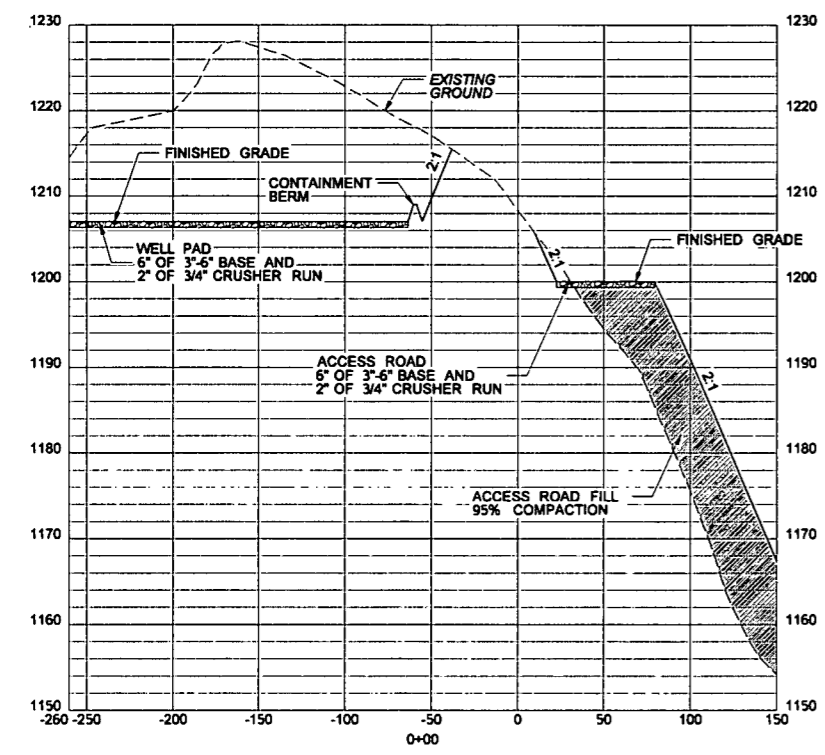 1230 1230
EXISTING
GROUND
1220 1220
FINISHED GRADE
2:1
CONTAINMENT
BERM
1210 1210
WELL PAD
6" OF 3"-6" BASE AND
2" OF 3/4" CRUSHER RUN
FINISHED GRADE
2:1
1200 1200
ACCESS ROAD
6" OF 3"-6" BASE AND
2" OF 3/4" CRUSHER RUN
1190 1190
2:1
1180 1180
ACCESS ROAD FILL
95% COMPACTION
1170 1170
1160 1160
1150 1150
-260 -250 -200 -150 -100 -50 0 50 100 150
0+00